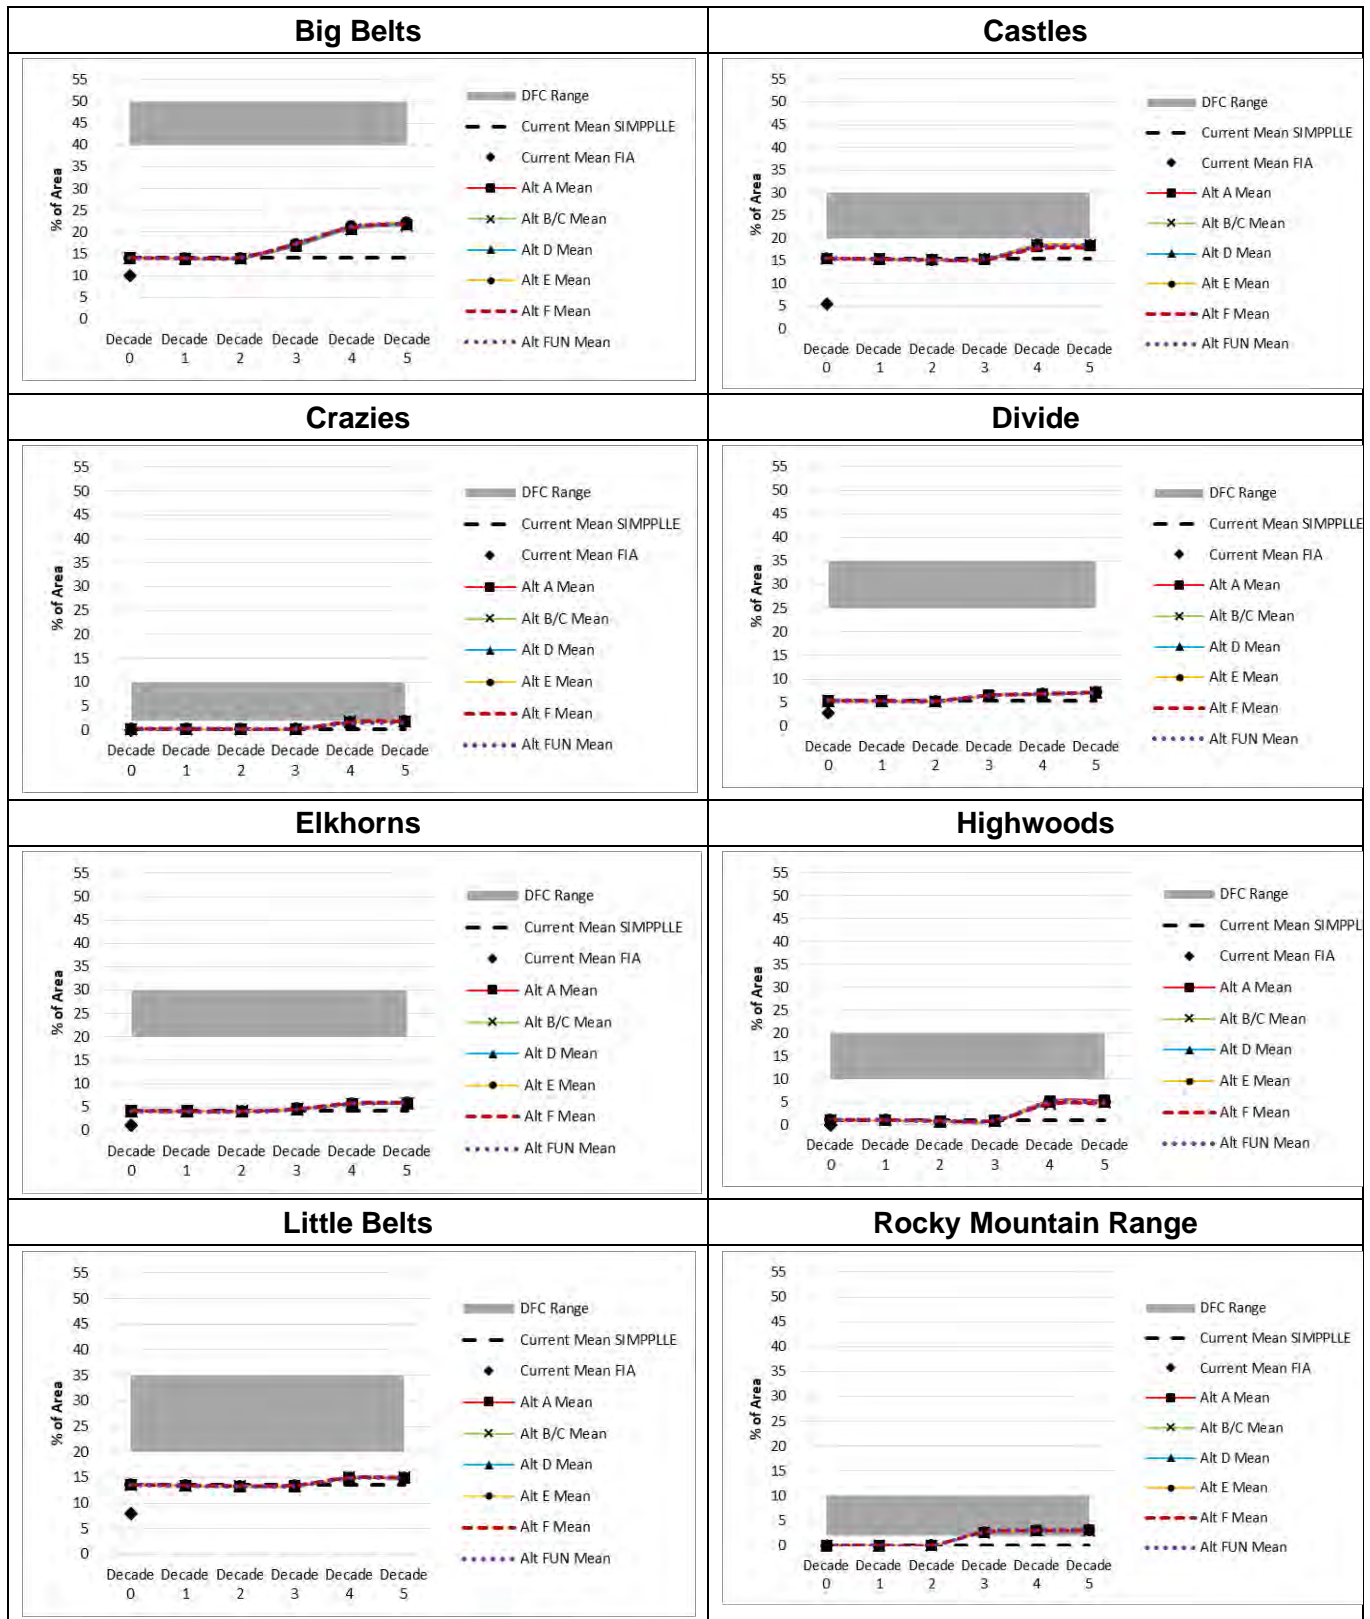 Big Belts
Castles
55
50
45
40
35
30
25
20
15
10
5
0
% of Area
Decade 0
Decade 1
Decade 2
Decade 3
Decade 4
Decade 5
DFC Range
Current Mean SIMPPLLE
Current Mean FIA
Alt A Mean
Alt B/C Mean
Alt D Mean
Alt E Mean
Alt F Mean
Alt FUN Mean
55
50
45
40
35
30
25
20
15
10
5
0
% of Area
Decade 0
Decade 1
Decade 2
Decade 3
Decade 4
Decade 5
DFC Range
Current Mean SIMPPLLE
Current Mean FIA
Alt A Mean
Alt B/C Mean
Alt D Mean
Alt E Mean
Alt F Mean
Alt FUN Mean
Crazies
Divide
55
50
45
40
35
30
25
20
15
10
5
0
% of Area
Decade 0
Decade 1
Decade 2
Decade 3
Decade 4
Decade 5
DFC Range
Current Mean SIMPPLLE
Current Mean FIA
Alt A Mean
Alt B/C Mean
Alt D Mean
Alt E Mean
Alt F Mean
Alt FUN Mean
55
50
45
40
35
30
25
20
15
10
5
0
% of Area
Decade 0
Decade 1
Decade 2
Decade 3
Decade 4
Decade 5
DFC Range
Current Mean SIMPPLLE
Current Mean FIA
Alt A Mean
Alt B/C Mean
Alt D Mean
Alt E Mean
Alt F Mean
Alt FUN Mean
Elkhorns
Highwoods
55
50
45
40
35
30
25
20
15
10
5
0
% of Area
Decade 0
Decade 1
Decade 2
Decade 3
Decade 4
Decade 5
DFC Range
Current Mean SIMPPLLE
Current Mean FIA
Alt A Mean
Alt B/C Mean
Alt D Mean
Alt E Mean
Alt F Mean
Alt FUN Mean
55
50
45
40
35
30
25
20
15
10
5
0
% of Area
Decade 0
Decade 1
Decade 2
Decade 3
Decade 4
Decade 5
DFC Range
Current Mean SIMPPL
Current Mean FIA
Alt A Mean
Alt B/C Mean
Alt D Mean
Alt E Mean
Alt F Mean
Alt FUN Mean
Little Belts
Rocky Mountain Range
55
50
45
40
35
30
25
20
15
10
5
0
% of Area
Decade 0
Decade 1
Decade 2
Decade 3
Decade 4
Decade 5
DFC Range
Current Mean SIMPPLLE
Current Mean FIA
Alt A Mean
Alt B/C Mean
Alt D Mean
Alt E Mean
Alt F Mean
Alt FUN Mean
55
50
45
40
35
30
25
20
15
10
5
0
% of Area
Decade 0
Decade 1
Decade 2
Decade 3
Decade 4
Decade 5
DFC Range
Current Mean SIMPPLLE
Current Mean FIA
Alt A Mean
Alt B/C Mean
Alt D Mean
Alt E Mean
Alt F Mean
Alt FUN Mean